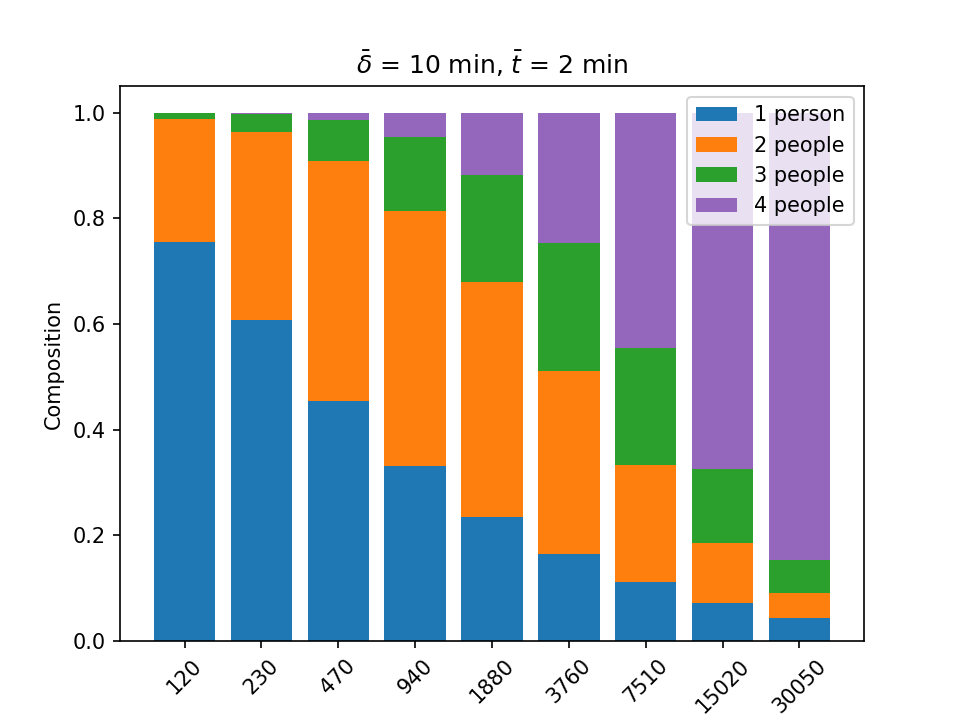 δ̄ = 10 min, t̄ = 2 min
1.0
0.8
0.6
0.4
0.2
0.0
Composition
1 person
2 people
3 people
4 people
120
230
470
940
1880
3760
7510
15020
30050